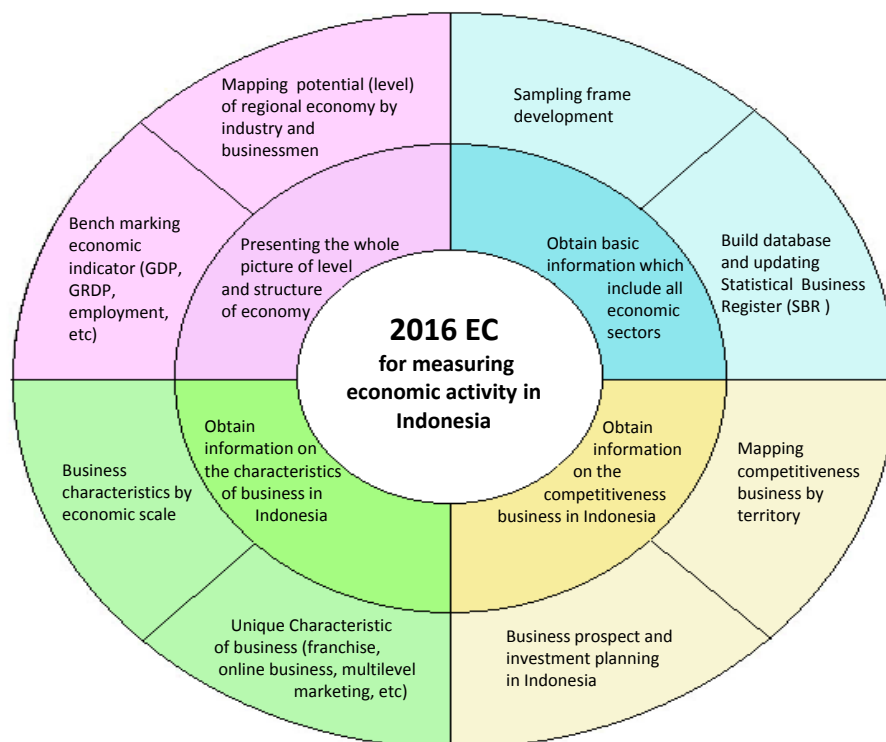 Mapping potential (level)
of regional economy by
industry and
businessmen
Sampling frame
development
Bench marking
economic
indicator (GDP,
GRDP,
employment,
etc)
Presenting the whole
picture of level
and structure
of economy
Obtain basic
information which
include all
economic
sectors
Build database
and updating
Statistical Business
Register (SBR )
2016 EC
for measuring
economic activity in
Indonesia
Business
characteristics by
economic scale
Obtain
information on
the characteristics
of business in
Indonesia
Obtain
information
on the
competitiveness
business in Indonesia
Mapping
competitiveness
business by
territory
Unique Characteristic
of business (franchise,
online business, multilevel
marketing, etc)
Business prospect and
investment planning
in Indonesia